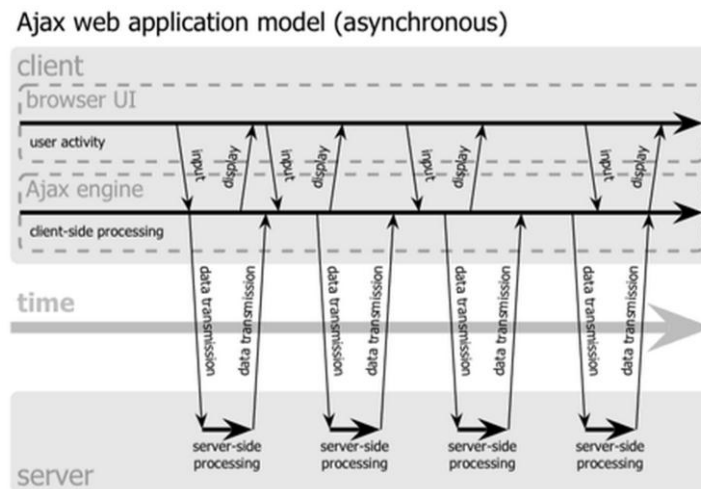 Ajax web application model (asynchronous)
client
browser UI
user activity
input
display
input
display
input
display
input
display
Ajax engine
client-side processing
data transmission
data transmission
data transmission
data transmission
data transmission
data transmission
data transmission
data transmission
time
server-side
processing
server-side
processing
server-side
processing
server-side
processing
server